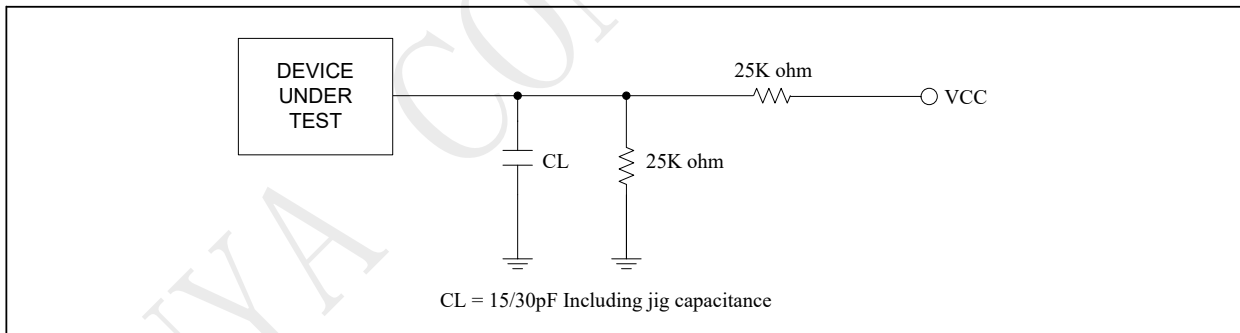 DEVICE
UNDER
TEST
25K ohm
VCC
CL
25K ohm
CL = 15/30pF Including jig capacitance